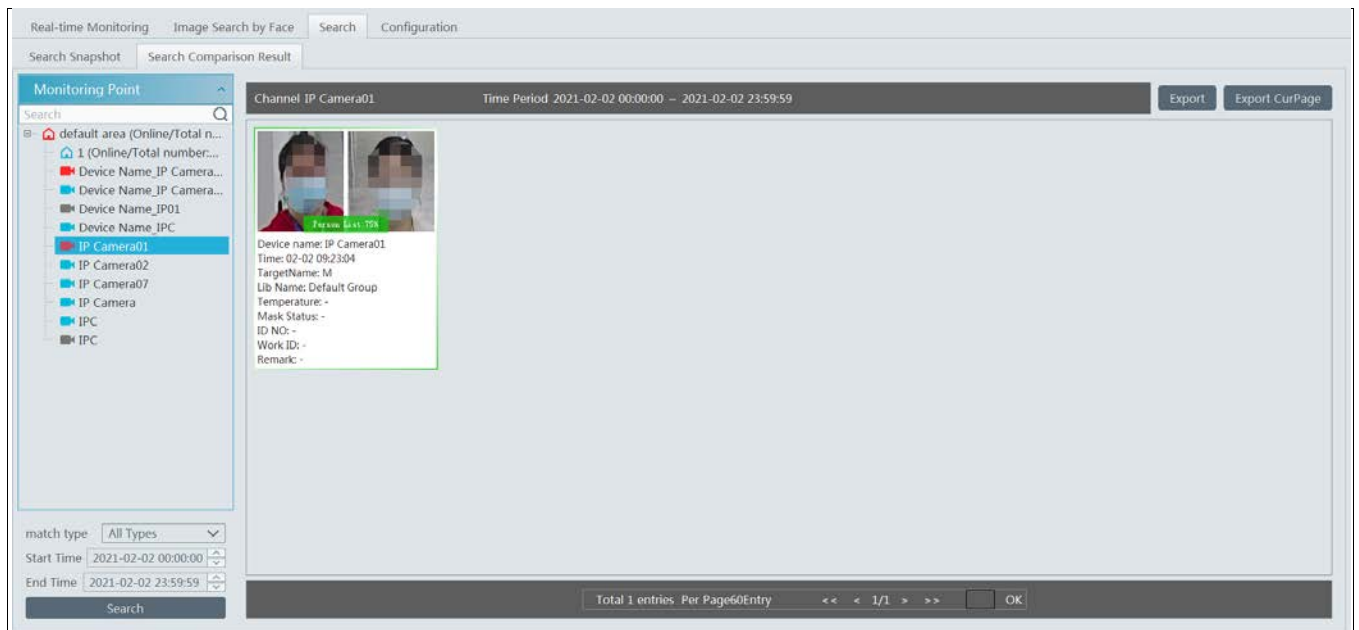 Real-time Monitoring Image Search by Face Search Configuration
Search Snapshot Search Comparison Result
Monitoring Point
Search
default area (Online/Total n...
1 (Online/Total number:...
Device Name_IP Camera...
Device Name_IP Camera...
Device Name_IP01
Device Name_IPC
IP Camera01
IP Camera02
IP Camera07
IP Camera
IPC
IPC
match type All Types
Start Time 2021-02-02 00:00:00
End Time 2021-02-02 23:59:59
Search
Channel IP Camera01 Time Period 2021-02-02 00:00:00 – 2021-02-02 23:59:59 Export Export CurPage
Person List:75%
Device name: IP Camera01
Time: 02-02 09:23:04
TargetName: M
Lib Name: Default Group
Temperature: -
Mask Status: -
ID NO: -
Work ID: -
Remark: -
Total 1 entries Per Page60Entry << < 1/1 > >> OK